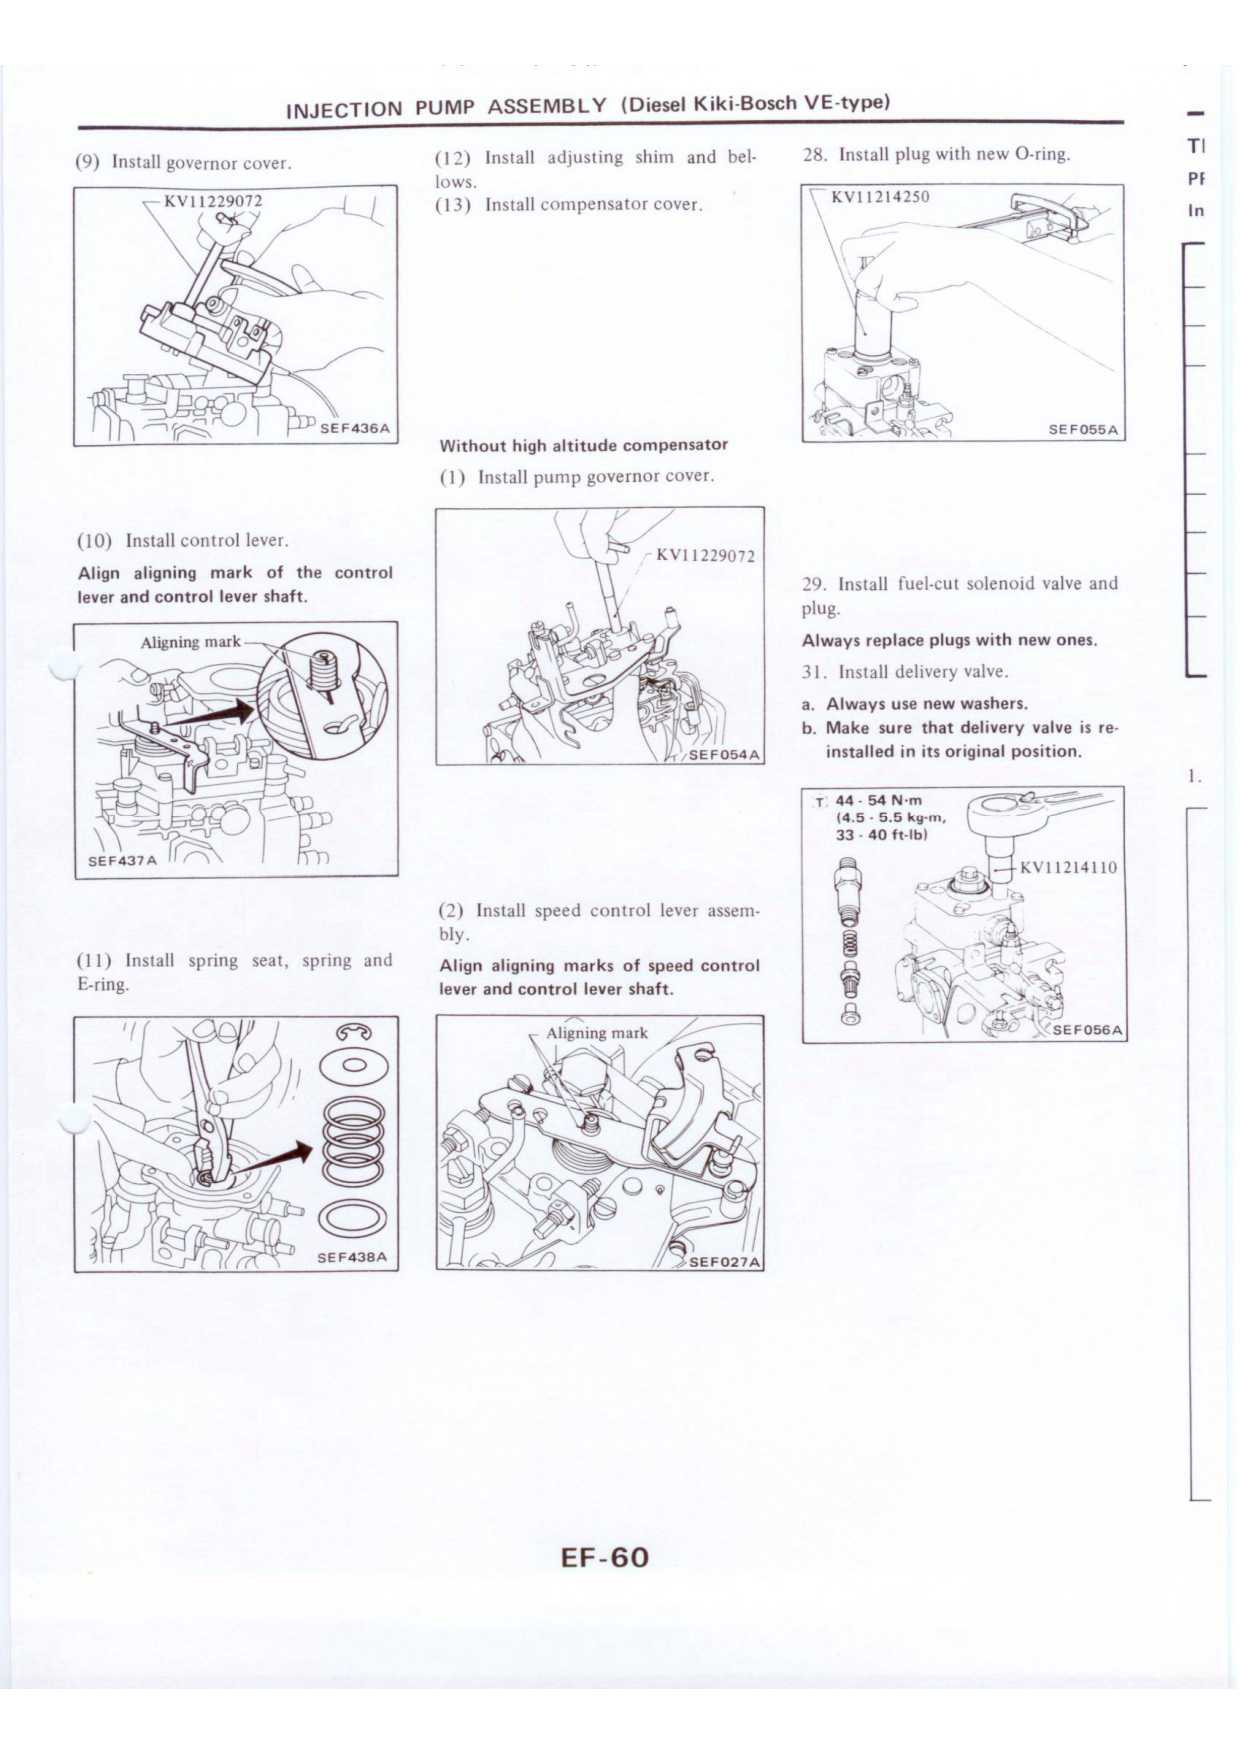 INJECTION PUMP ASSEMBLY (Diesel Kiki-Bosch VE-type)
(9) Install governor cover.
KV11229072
SEF436A
(10) Install control lever.
Align aligning mark of the control
lever and control lever shaft.
Aligning mark
SEF437A
(11) Install spring seat, spring and
E-ring.
SEF438A
(12) Install adjusting shim and bel-
lows.
(13) Install compensator cover.
Without high altitude compensator
(1) Install pump governor cover.
KV11229072
SEF054A
(2) Install speed control lever assem-
bly.
Align aligning marks of speed control
lever and control lever shaft.
Aligning mark
SEF027A
28. Install plug with new O-ring.
KV11214250
SEF055A
29. Install fuel-cut solenoid valve and
plug.
Always replace plugs with new ones.
31. Install delivery valve.
a. Always use new washers.
b. Make sure that delivery valve is re-
installed in its original position.
T: 44 - 54 N·m
(4.5 - 5.5 kg-m,
33 - 40 ft-lb)
KV11214110
SEF056A
In
1.
EF-60